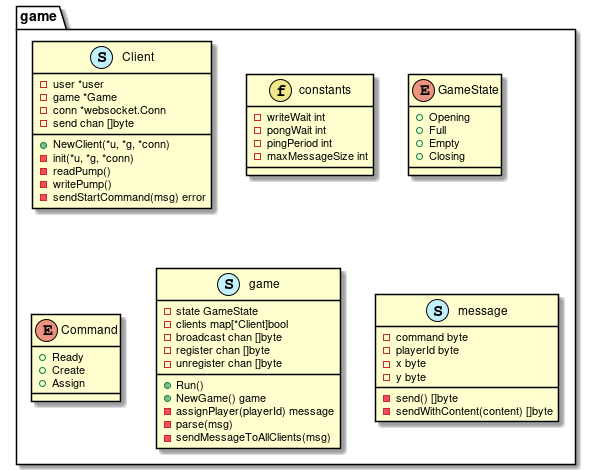 game
S Client
user *user
game *Game
conn *websocket.Conn
send chan []byte
NewClient(*u, *g, *conn)
init(*u, *g, *conn)
readPump()
writePump()
sendStartCommand(msg) error
f constants
writeWait int
pongWait int
pingPeriod int
maxMessageSize int
E GameState
Opening
Full
Empty
Closing
E Command
Ready
Create
Assign
S game
state GameState
clients map[*Client]bool
broadcast chan []byte
register chan []byte
unregister chan []byte
Run()
NewGame() game
assignPlayer(playerId) message
parse(msg)
sendMessageToAllClients(msg)
S message
command byte
playerId byte
x byte
y byte
send() []byte
sendWithContent(content) []byte